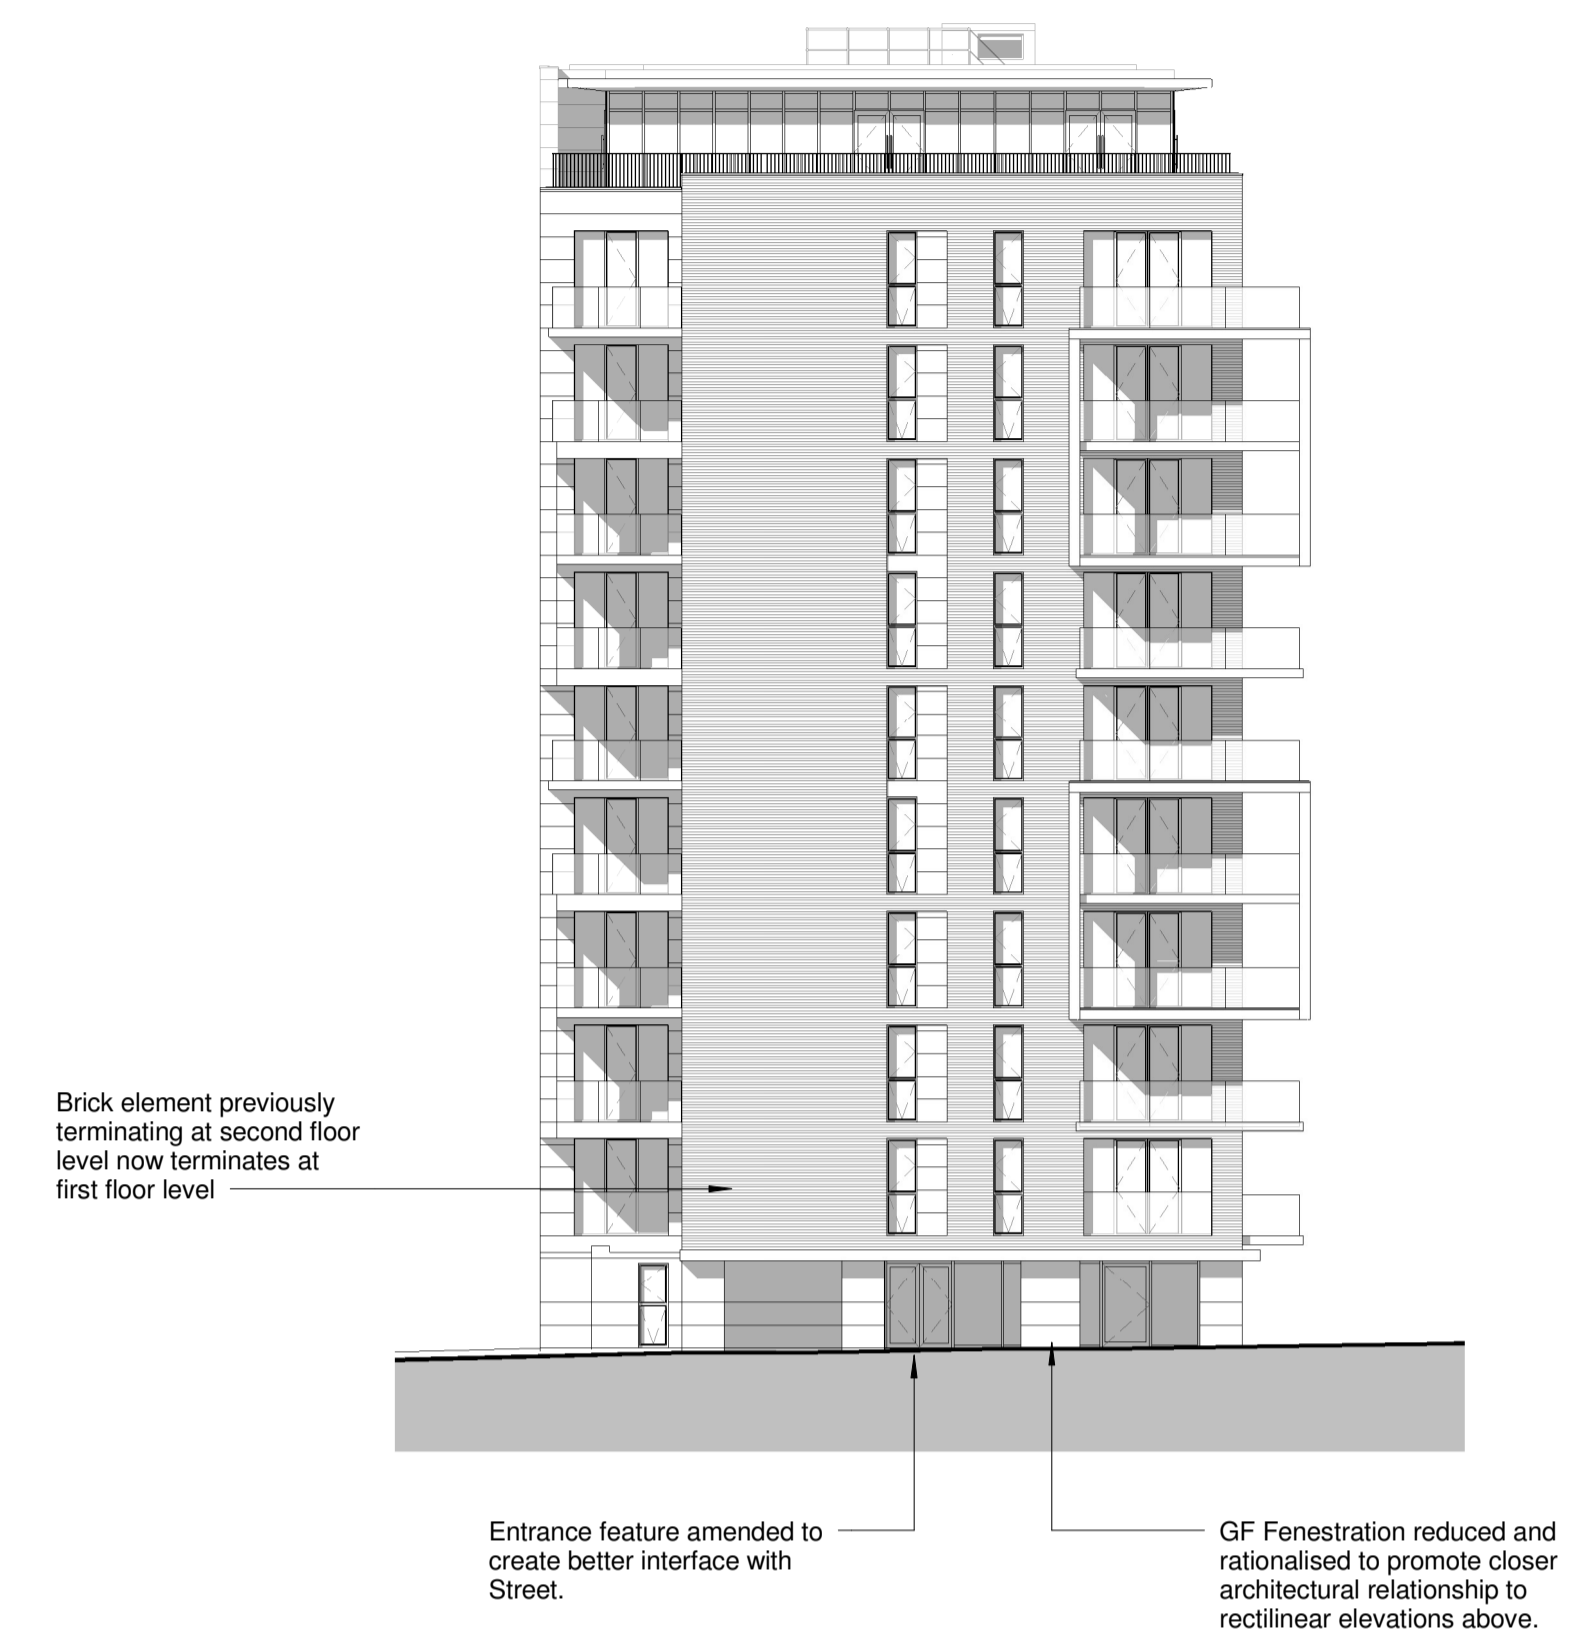 Brick element previously
terminating at second floor
level now terminates at
first floor level
Entrance feature amended to
create better interface with
Street.
GF Fenestration reduced and
rationalised to promote closer
architectural relationship to
rectilinear elevations above.